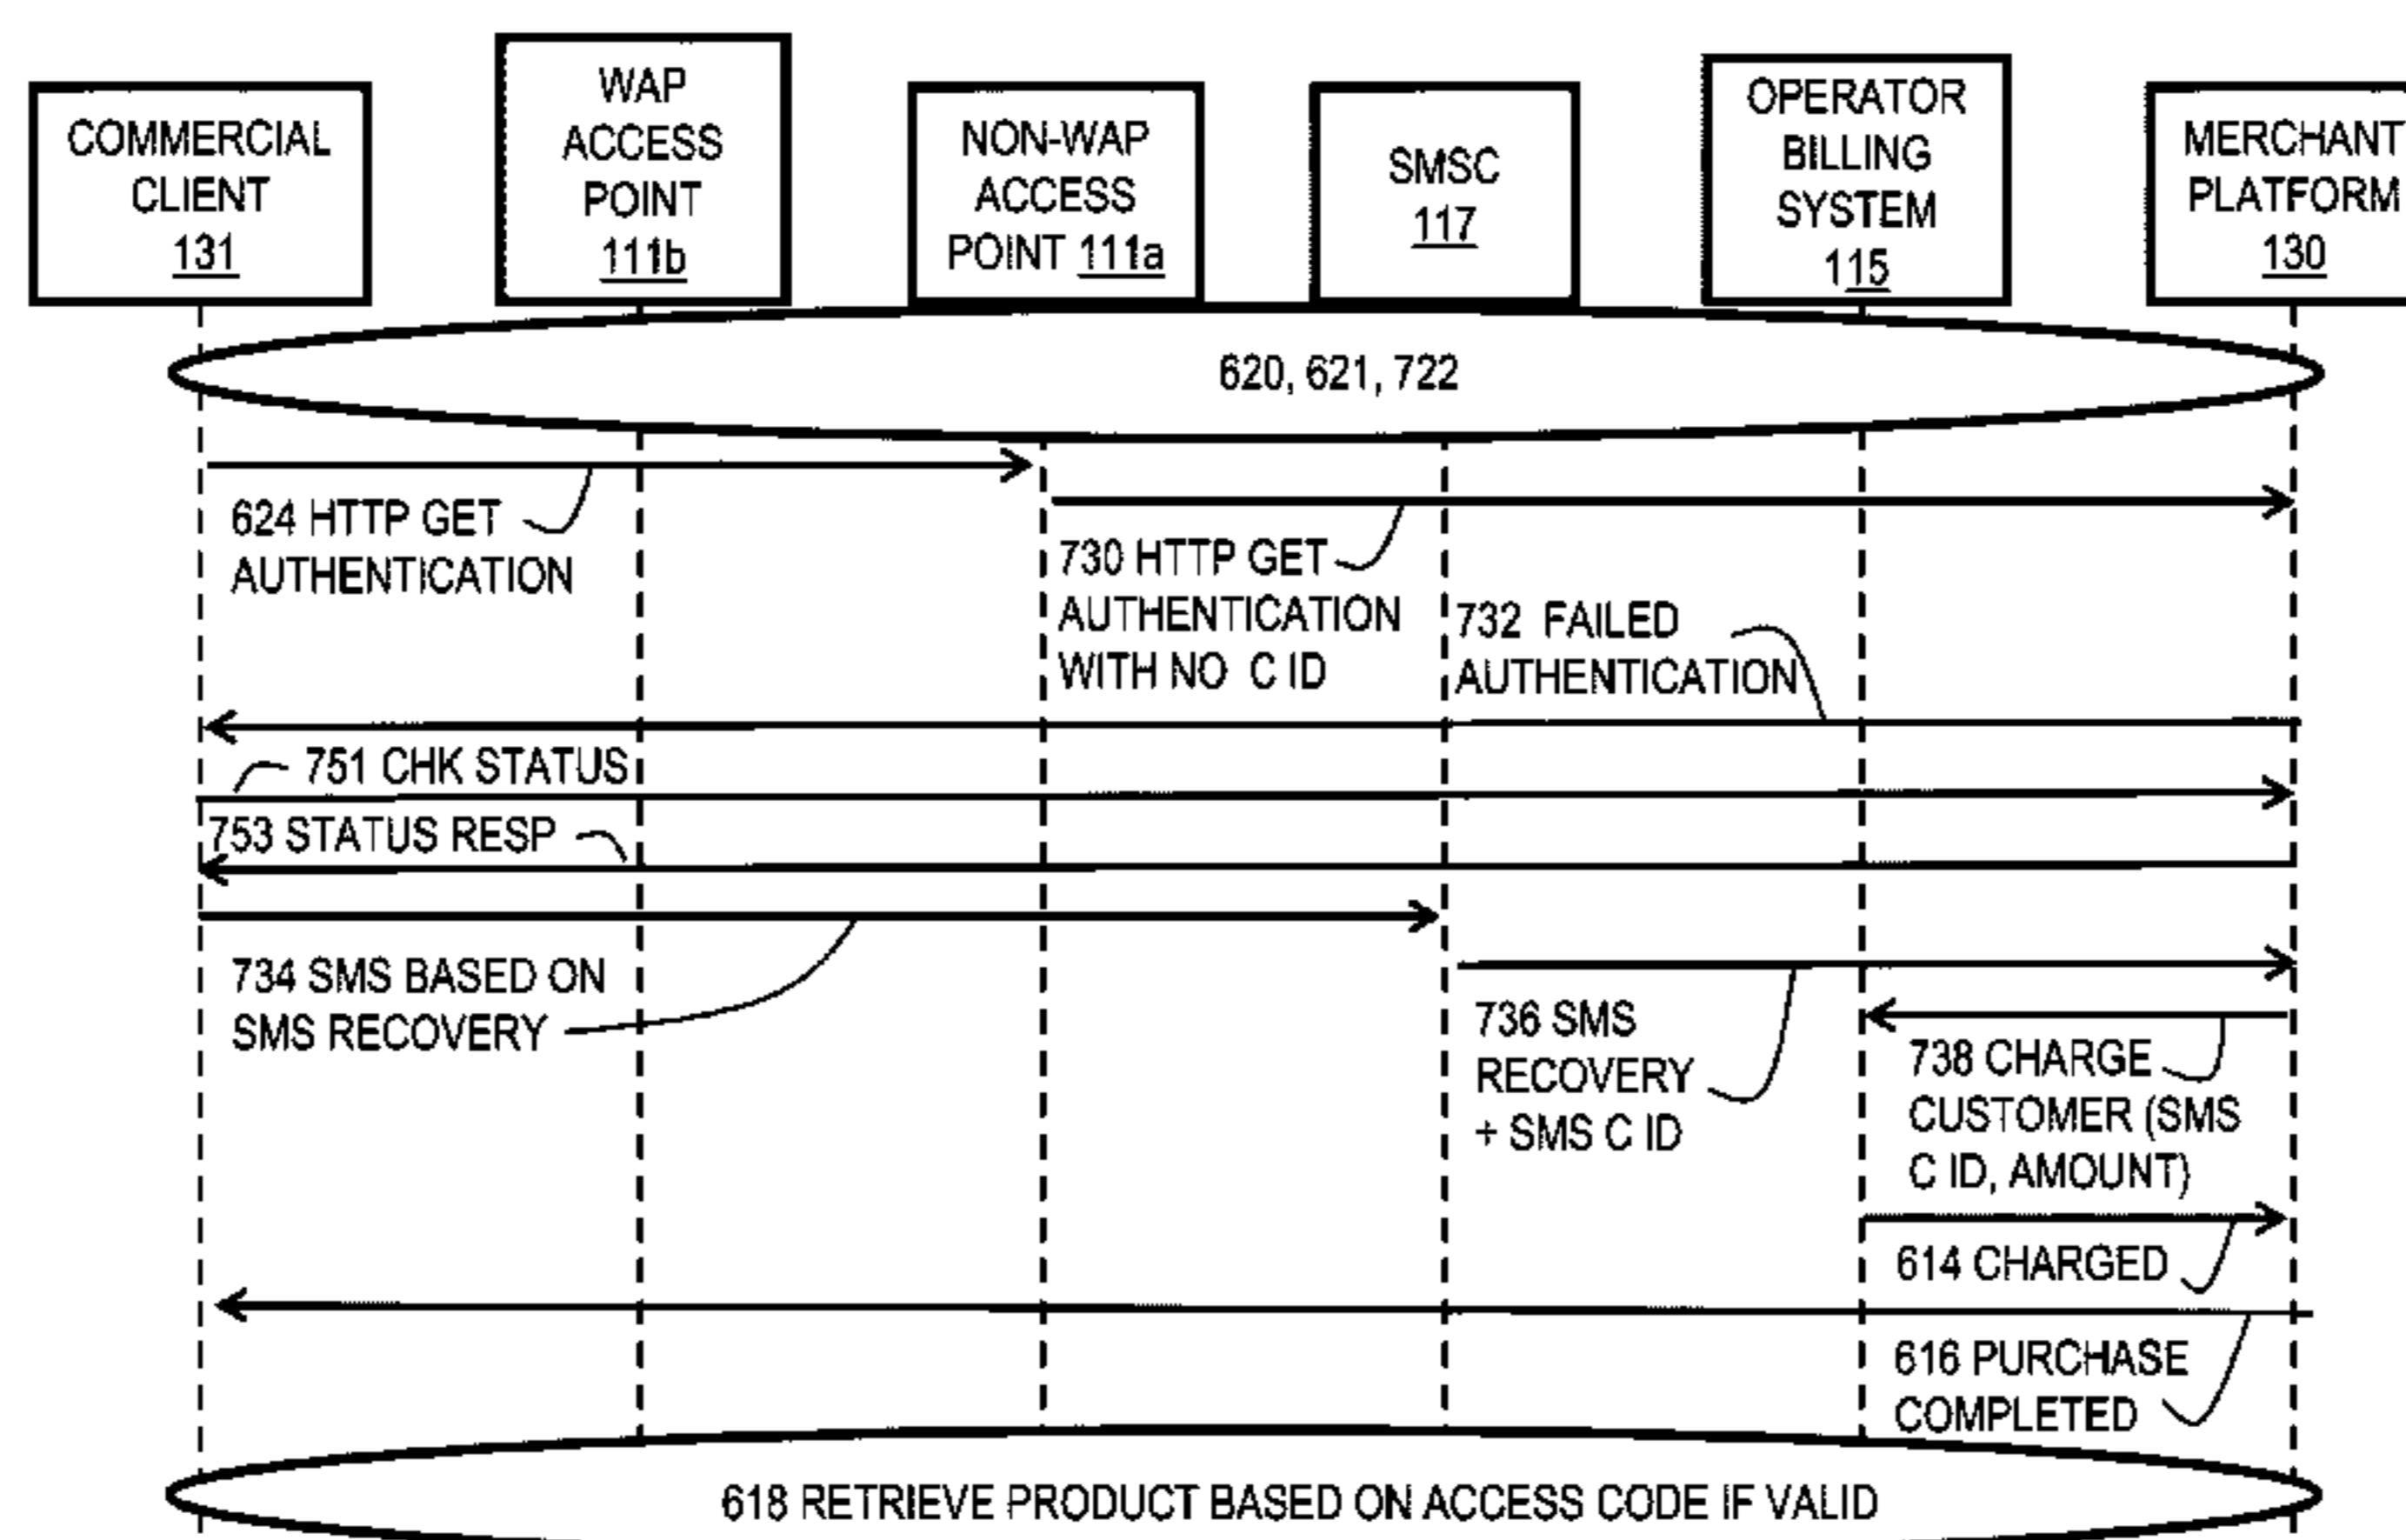 COMMERCIAL
CLIENT
131
WAP
ACCESS
POINT
111b
NON-WAP
ACCESS
POINT 111a
SMSC
117
OPERATOR
BILLING
SYSTEM
115
MERCHANT
PLATFORM
130
620, 621, 722
624 HTTP GET
AUTHENTICATION
730 HTTP GET
AUTHENTICATION
WITH NO C ID
732 FAILED
AUTHENTICATION
751 CHK STATUS
753 STATUS RESP
734 SMS BASED ON
SMS RECOVERY
736 SMS
RECOVERY
+ SMS C ID
738 CHARGE
CUSTOMER (SMS
C ID, AMOUNT)
614 CHARGED
616 PURCHASE
COMPLETED
618 RETRIEVE PRODUCT BASED ON ACCESS CODE IF VALID